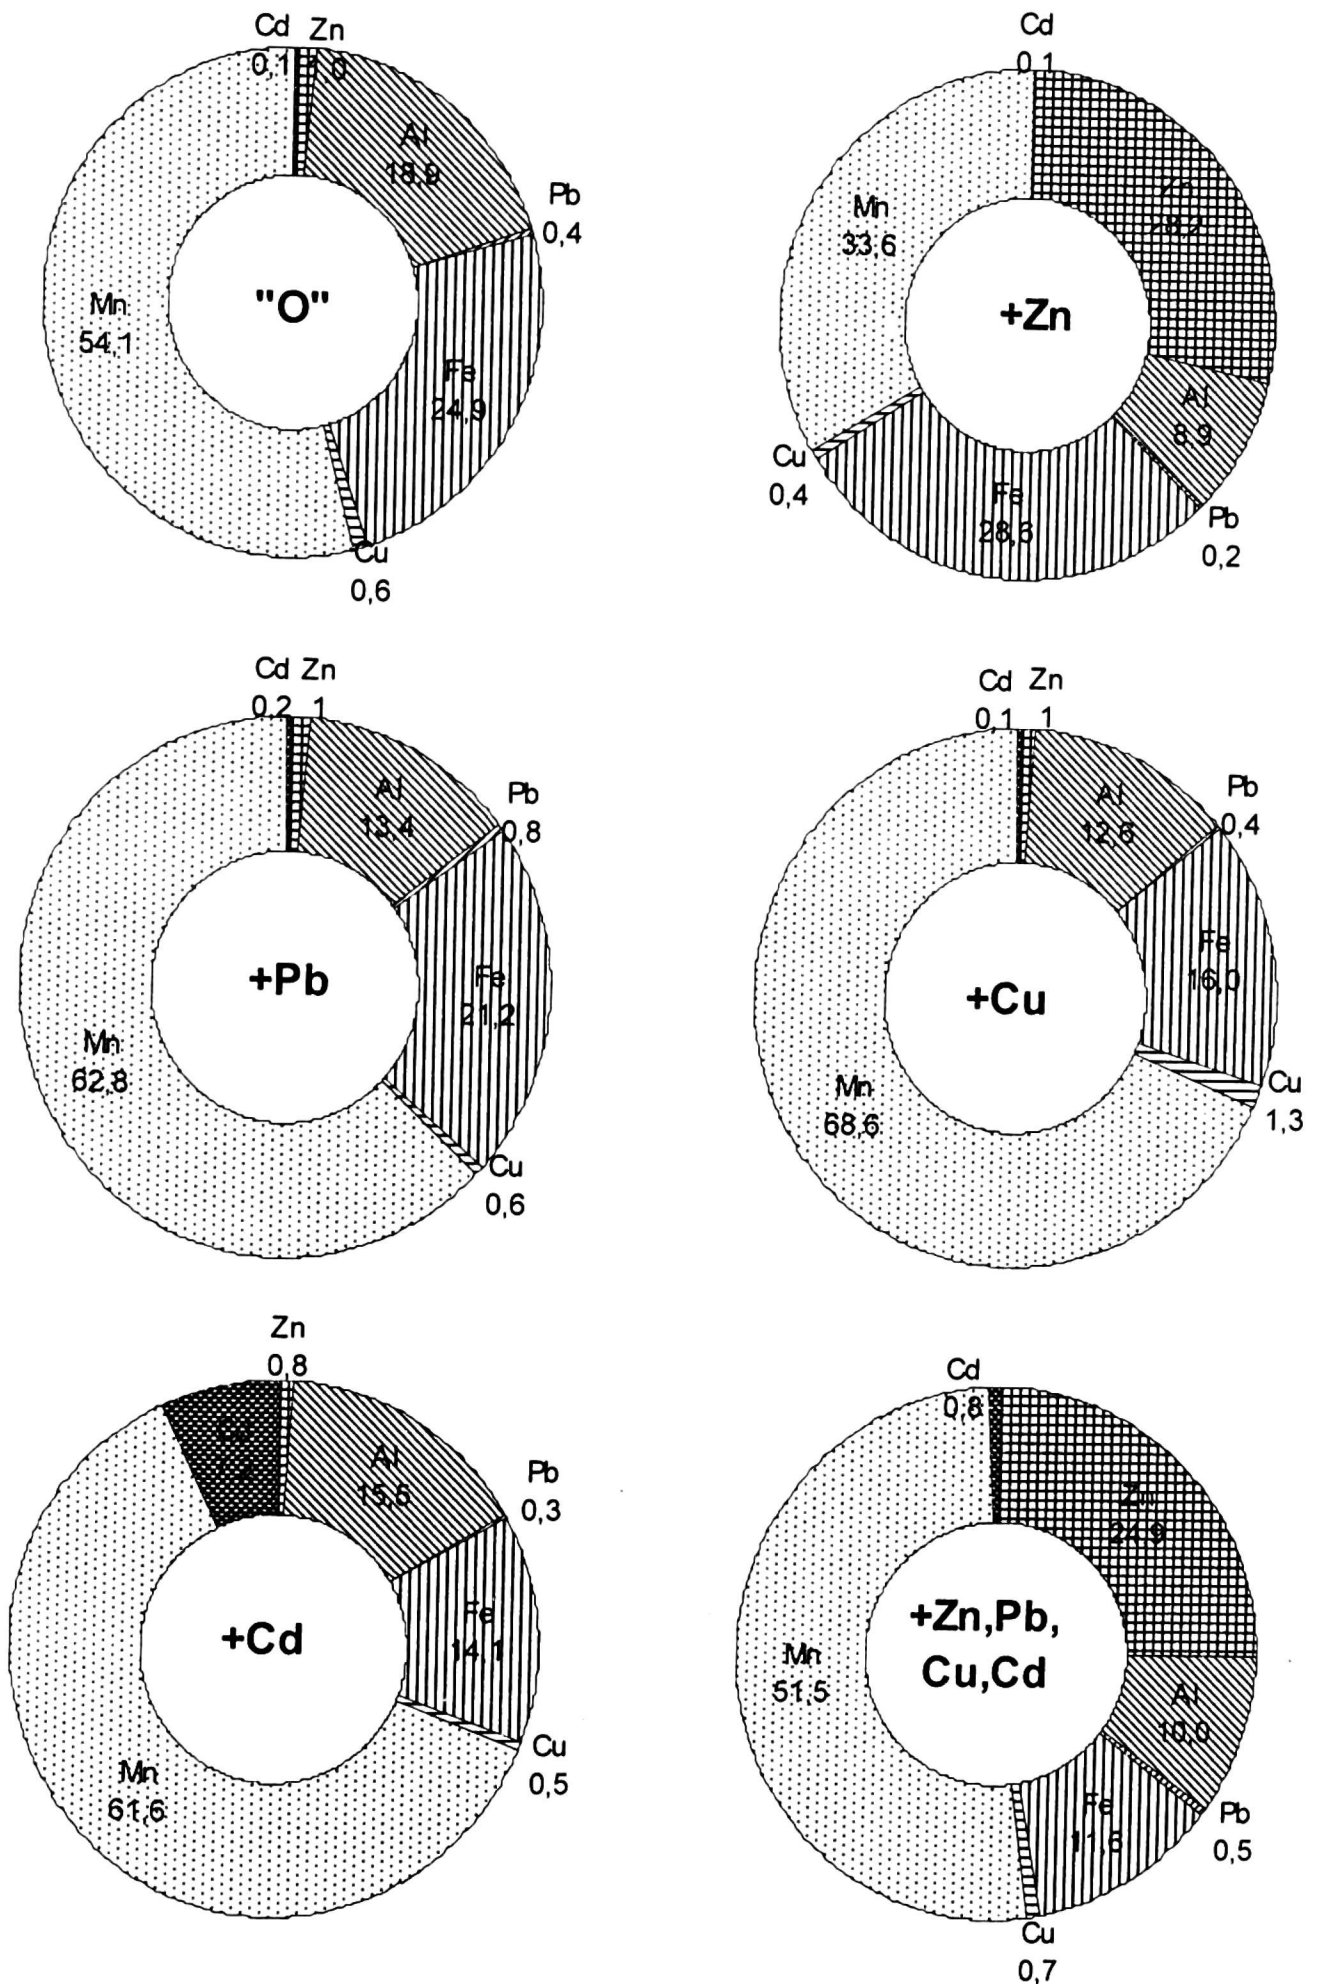 Cd Zn
0,1 1,0
Al
18,9
Pb
0,4
"O"
Mn
54,1
Fe
24,9
Cu
0,6
Cd
0,1
Mn
33,6
+Zn
Al
8,9
Cu
0,4
Fe
Pb
0,2
Cd Zn
0,2 1
Al
13,4
Pb
0,8
+Pb
Fe
21,2
Mn
62,8
Cu
0,6
Cd Zn
0,1 1
Al
12,6
Pb
0,4
Fe
16,0
+Cu
Mn
68,6
Cu
1,3
Zn
0,8
Al
Pb
0,3
+Cd
Fe
14,1
Mn
61,6
Cu
0,5
Cd
0,8
Zn
24,9
+Zn,Pb,
Cu,Cd
Mn
51,5
Al
10,0
Fe
11,6
Pb
0,5
Cu
0,7